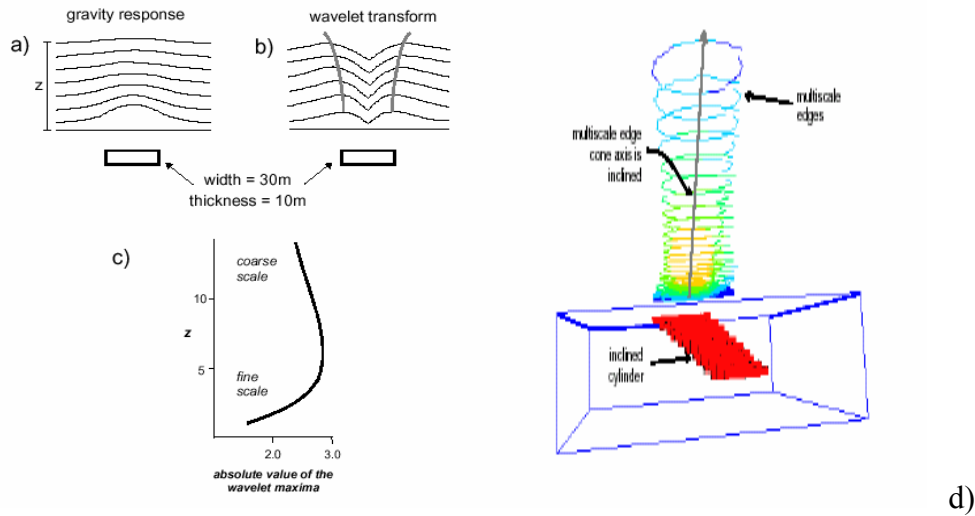 gravity response
wavelet transform
a)
b)
z
width = 30m
thickness = 10m
c)
coarse
scale
10
z
5
fine
scale
2.0
3.0
absolute value of the
wavelet maxima
multiscale
edges
multiscale edge
cone axis is
inclined
inclined
cylinder
d)